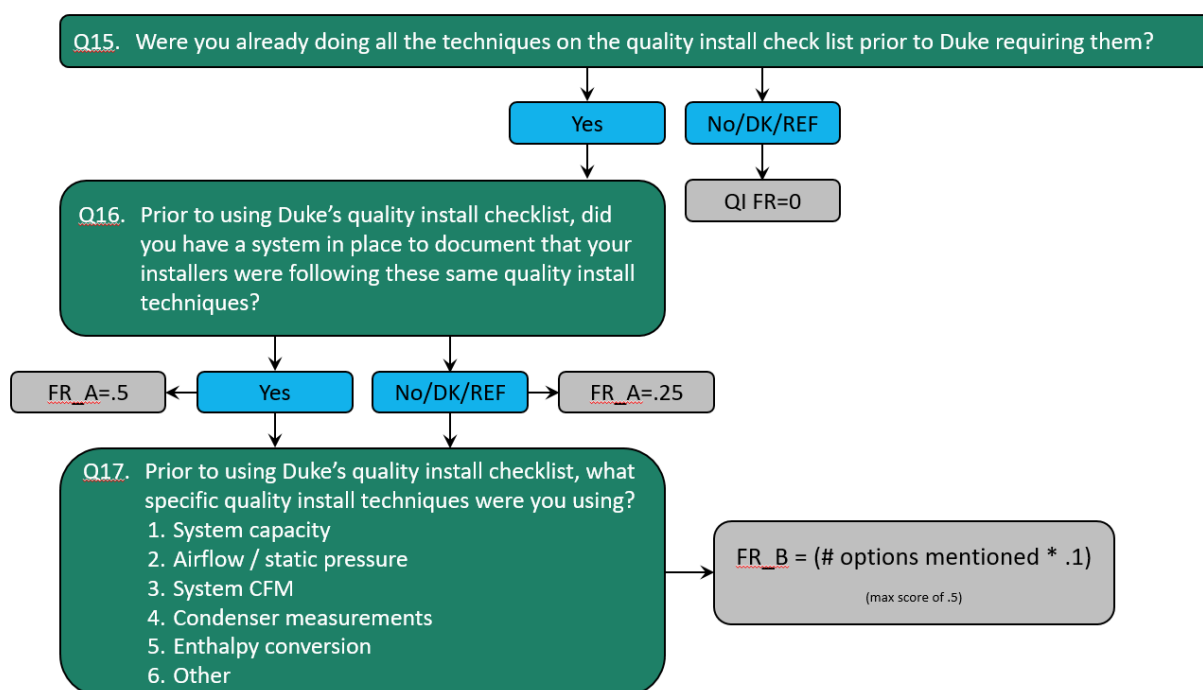 Q15. Were you already doing all the techniques on the quality install check list prior to Duke requiring them?
Yes
No/DK/REF
QI FR=0
Q16. Prior to using Duke's quality install checklist, did
you have a system in place to document that your
installers were following these same quality install
techniques?
FR_A=.5
Yes
No/DK/REF
FR_A=.25
Q17. Prior to using Duke's quality install checklist, what
specific quality install techniques were you using?
1. System capacity
2. Airflow / static pressure
3. System CFM
4. Condenser measurements
5. Enthalpy conversion
6. Other
FR_B = (# options mentioned * .1)
(max score of .5)